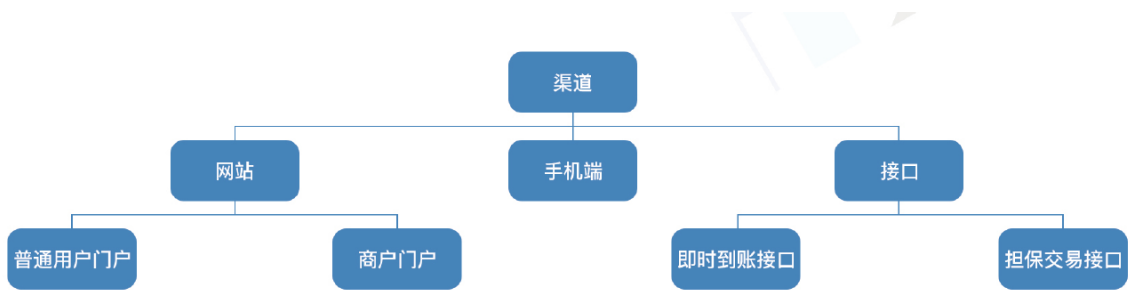 渠道
网站
手机端
接口
普通用户门户
商户门户
即时到账接口
担保交易接口